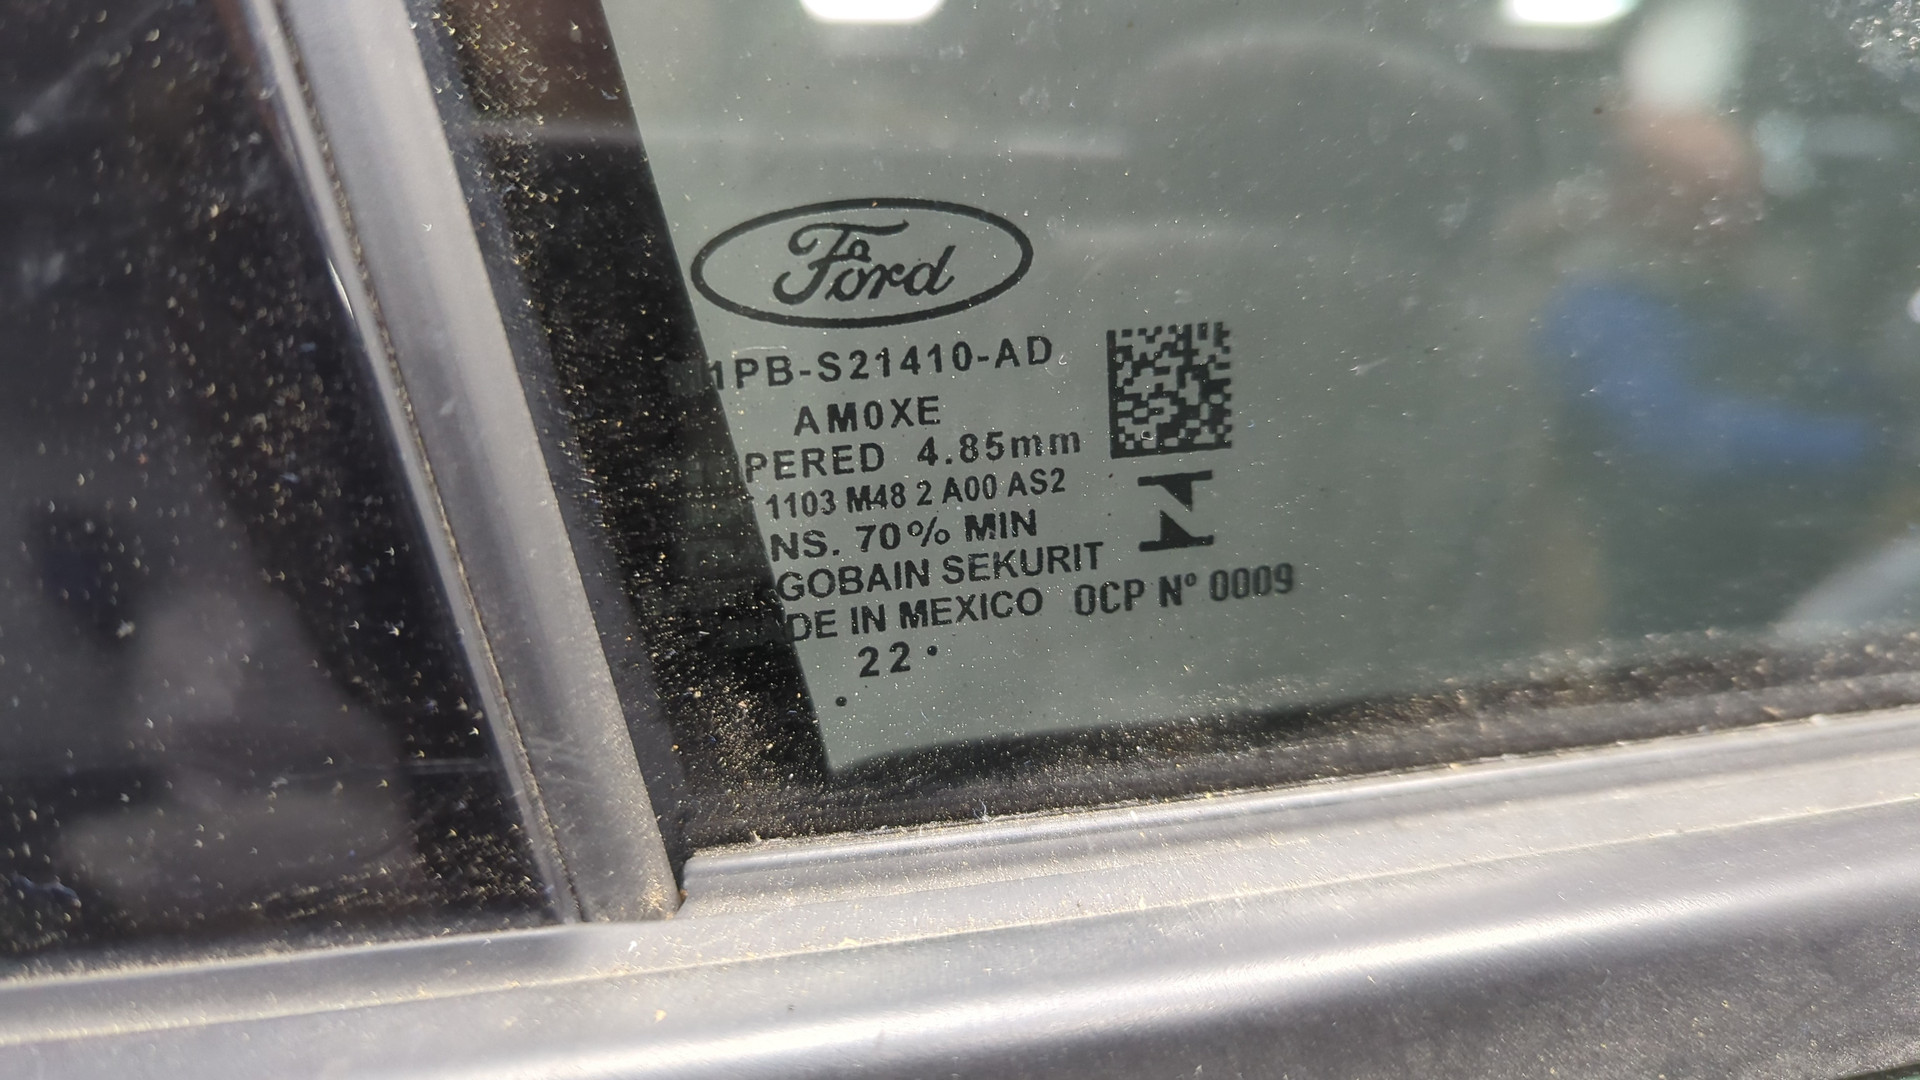 Ford
1PB-S21410-AD
AM0XE
PERED 4.85mm
1103 M48 2 A00 AS2
NS. 70% MIN
GOBAIN SEKURIT
DE IN MEXICO OCP Nº 0009
22